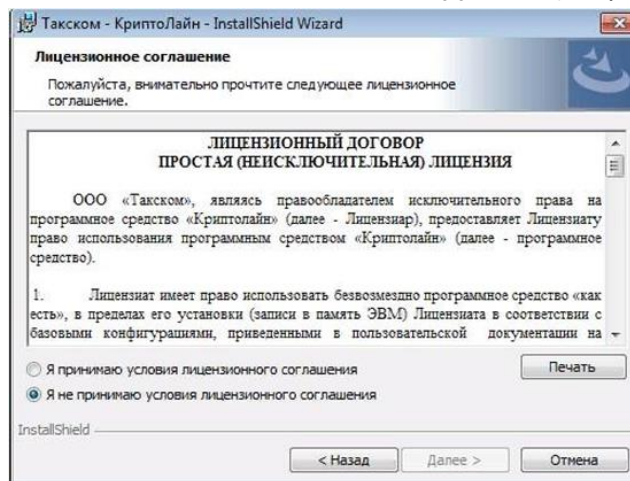 Такском - КриптоЛайн - InstallShield Wizard
Лицензионное соглашение
Пожалуйста, внимательно прочтите следующее лицензионное
соглашение.
ЛИЦЕНЗИОННЫЙ ДОГОВОР
ПРОСТАЯ (НЕИСКЛЮЧИТЕЛЬНАЯ) ЛИЦЕНЗИЯ
ООО «Такском», являясь правообладателем исключительного права на
программное средство «Криптолайн» (далее - Лицензиар), предоставляет Лицензиату
право использования программным средством «Криптолайн» (далее - программное
средство).
1. Лицензиат имеет право использовать безвозмездно программное средство «как
есть», в пределах его установки (записи в память ЭВМ) Лицензиата в соответствии с
базовыми конфигурациями, приведенными в пользовательской документации на
Я принимаю условия лицензионного соглашения
Печать
Я не принимаю условия лицензионного соглашения
InstallShield
< Назад
Далее >
Отмена